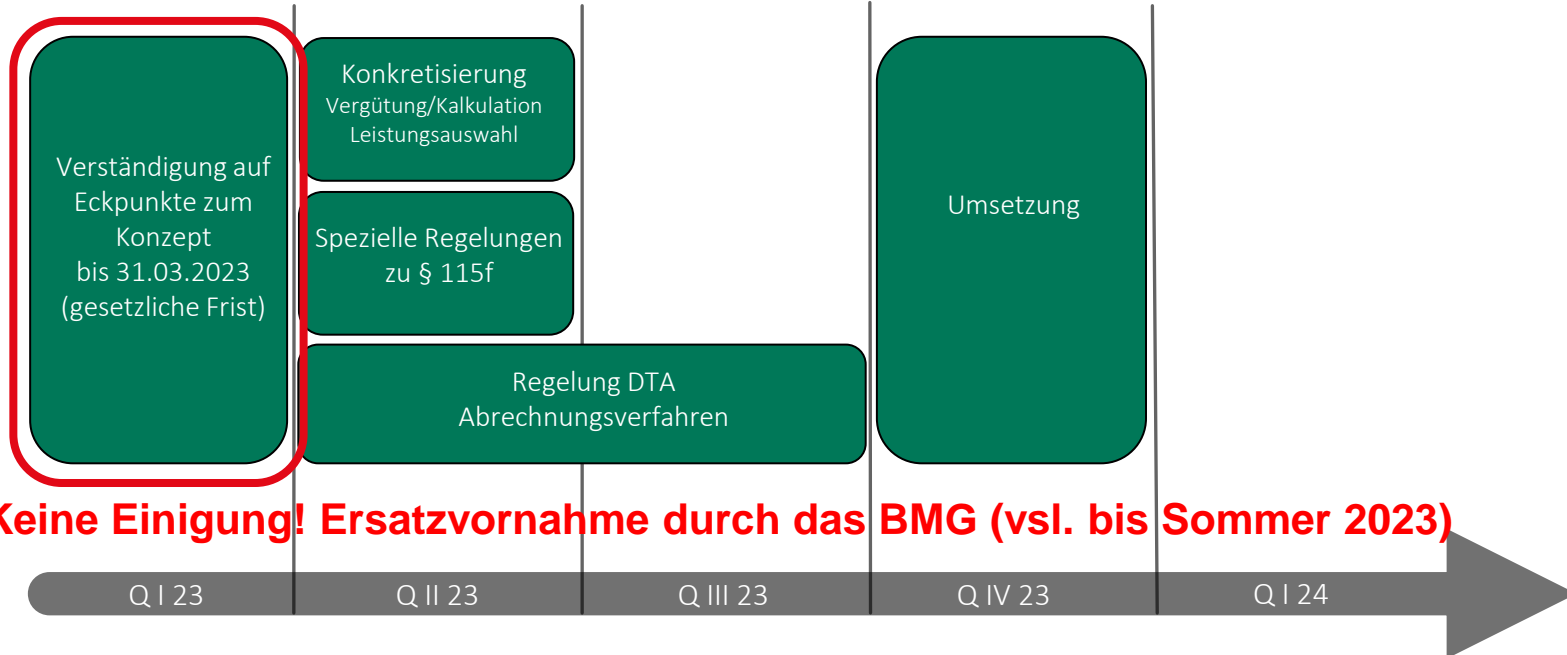 Verständigung auf
Eckpunkte zum
Konzept
bis 31.03.2023
(gesetzliche Frist)
Konkretisierung
Vergütung/Kalkulation
Leistungsauswahl
Spezielle Regelungen
zu § 115f
Regelung DTA
Abrechnungsverfahren
Umsetzung
Keine Einigung! Ersatzvornahme durch das BMG (vsl. bis Sommer 2023)
Q I 23
Q II 23
Q III 23
Q IV 23
Q I 24